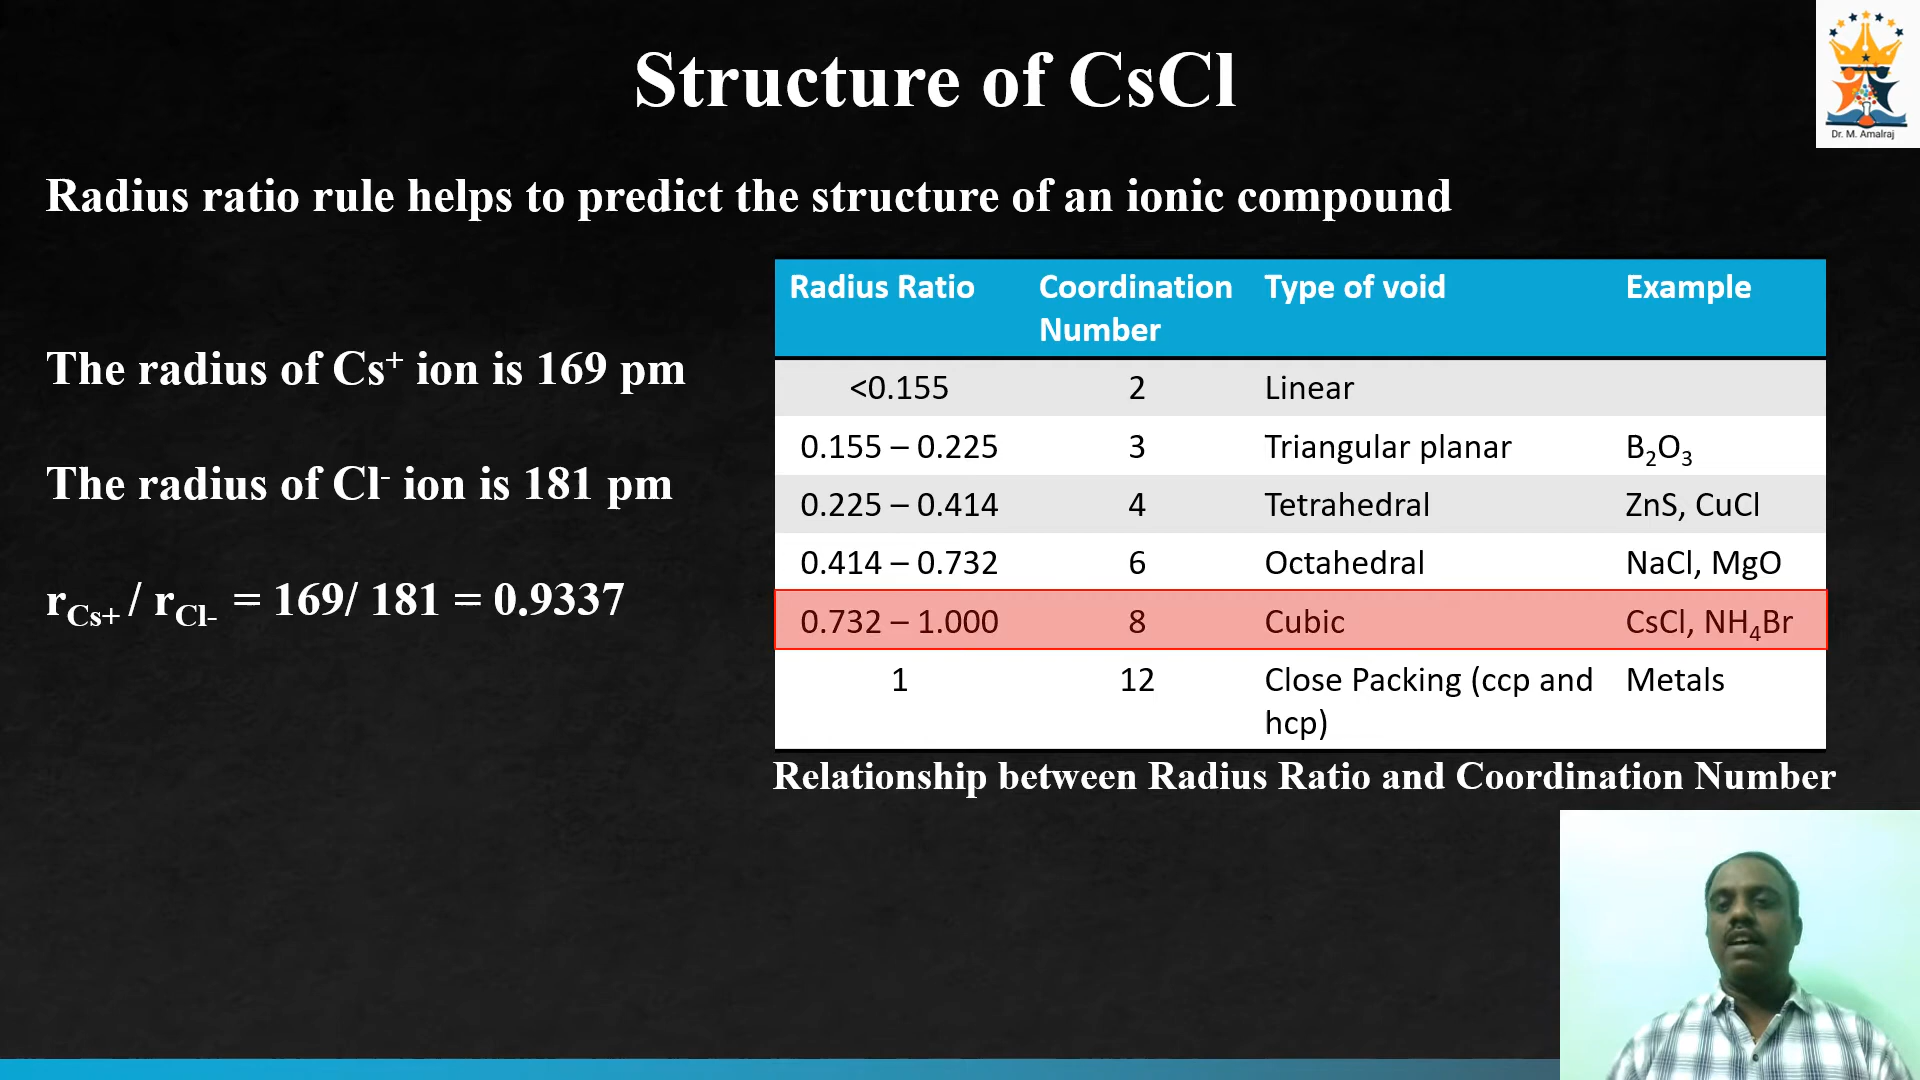 Structure of CsCl
Dr. M. Amalraj
Radius ratio rule helps to predict the structure of an ionic compound
The radius of Cs⁺ ion is 169 pm
The radius of Cl⁻ ion is 181 pm
r_Cs+ / r_Cl- = 169/ 181 = 0.9337
Radius Ratio Coordination Number Type of void Example
<0.155 2 Linear
0.155 – 0.225 3 Triangular planar B₂O₃
0.225 – 0.414 4 Tetrahedral ZnS, CuCl
0.414 – 0.732 6 Octahedral NaCl, MgO
0.732 – 1.000 8 Cubic CsCl, NH₄Br
1 12 Close Packing (ccp and hcp) Metals
Relationship between Radius Ratio and Coordination Number